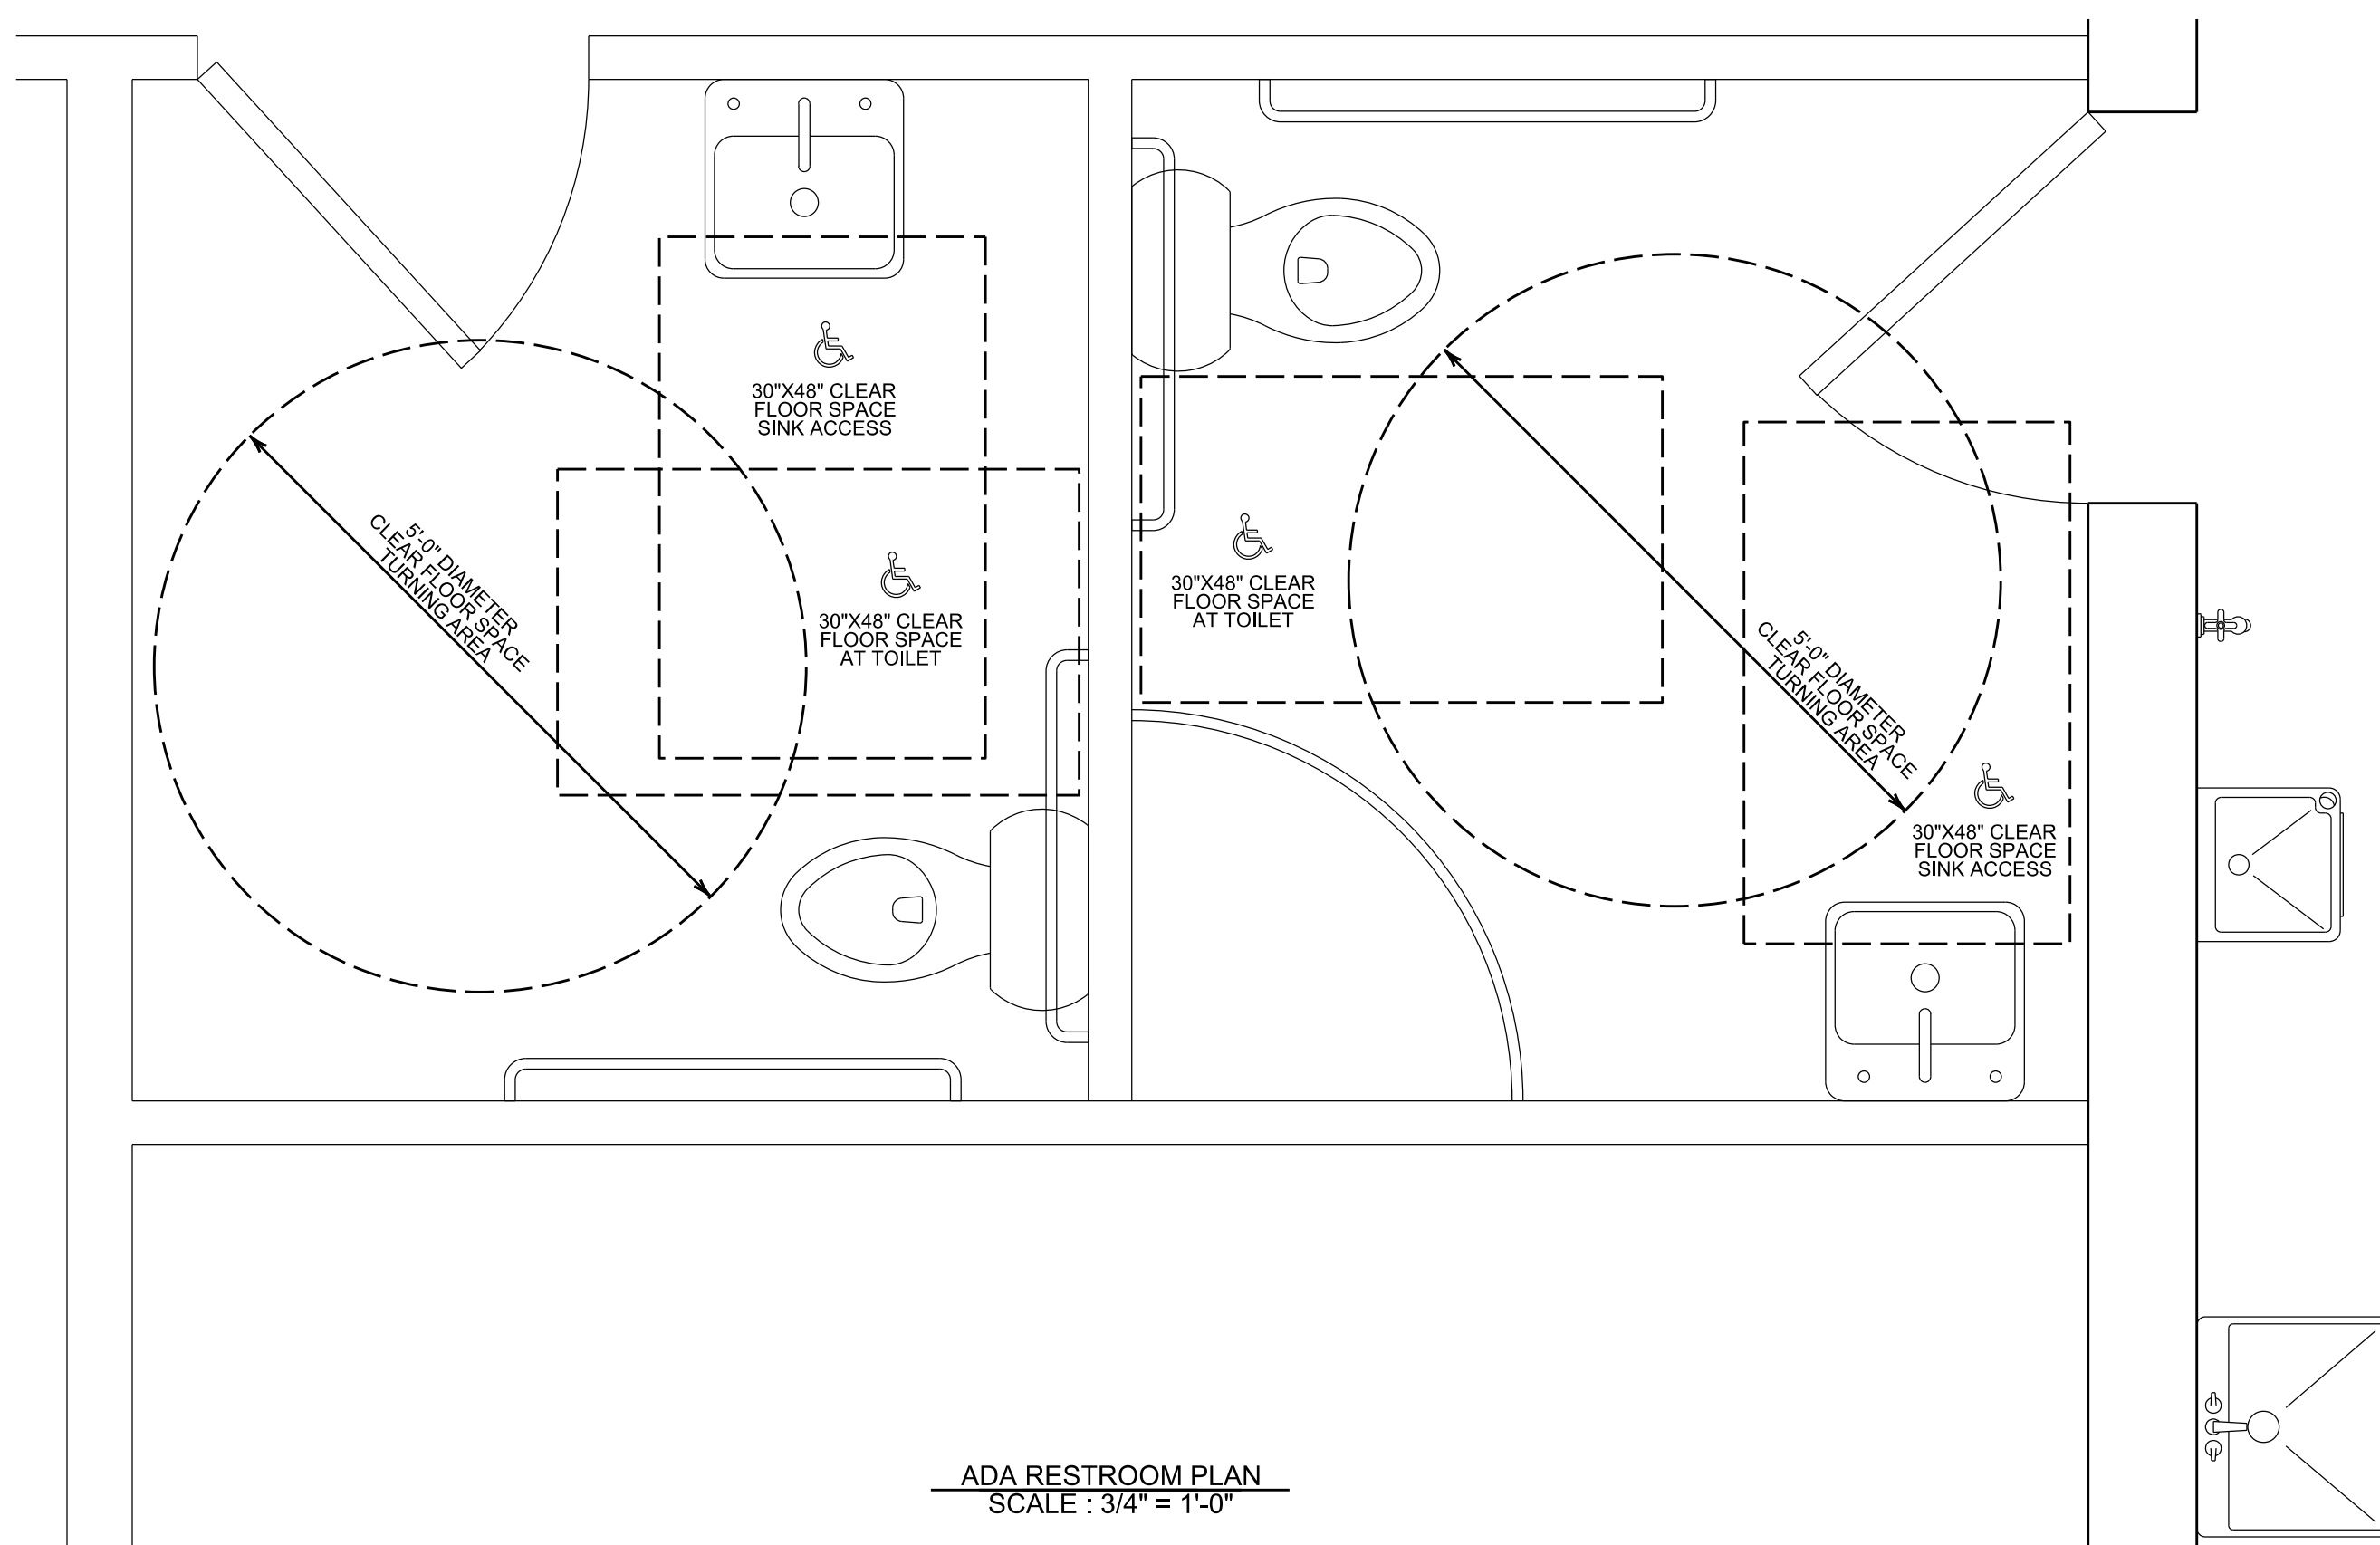 30"X48" CLEAR
FLOOR SPACE
SINK ACCESS
5'-0" DIAMETER
CLEAR FLOOR SPACE
TURNING AREA
30"X48" CLEAR
FLOOR SPACE
AT TOILET
30"X48" CLEAR
FLOOR SPACE
AT TOILET
5'-0" DIAMETER
CLEAR FLOOR SPACE
TURNING AREA
30"X48" CLEAR
FLOOR SPACE
SINK ACCESS
ADA RESTROOM PLAN
SCALE : 3/4" = 1'-0"